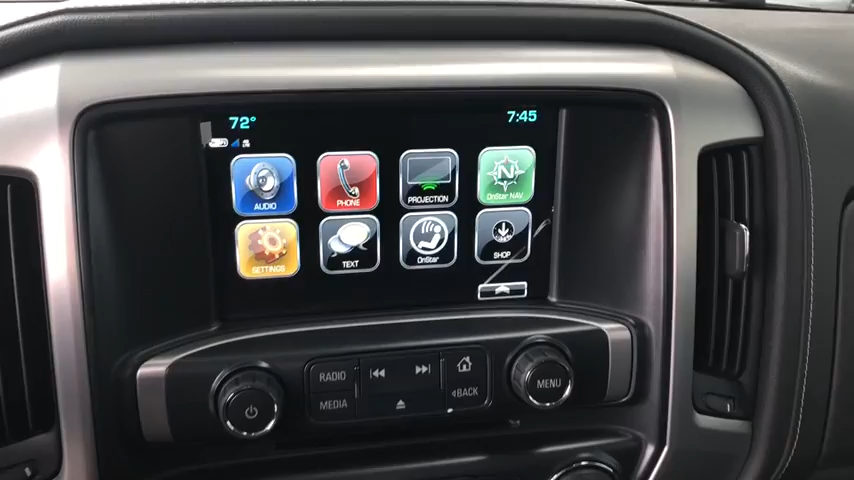 72° 7:45
AUDIO PHONE PROJECTION OnStar NAV
N
SETTINGS TEXT OnStar SHOP
RADIO
MEDIA
BACK
MENU